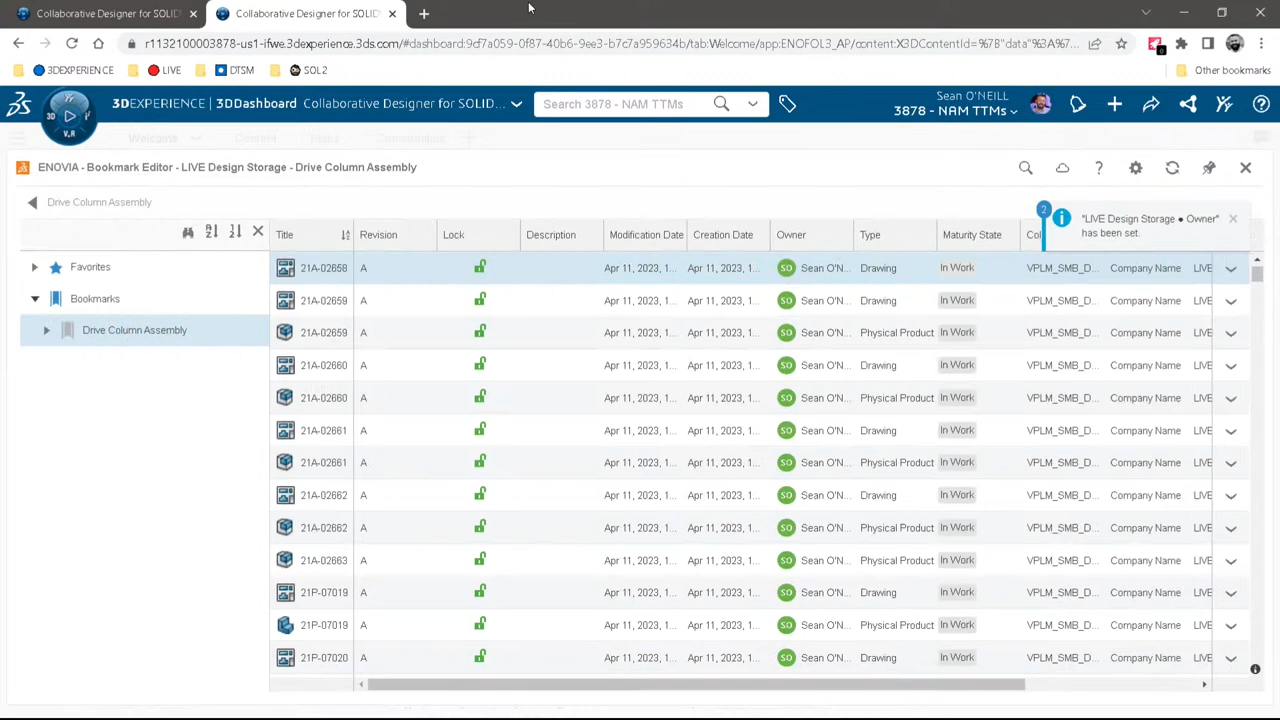 Collaborative Designer for SOLID
Collaborative Designer for SOLID
r1132100003878-us1-ifwe.3dexperience.3ds.com/#dashboard:9cf7a059-0f87-40b6-9ee3-b7c7a959634b/tab:Welcome/app:ENOFOL3_AP/content:X3DContentId=%7B"data"%3A%7...
3DEXPERIENCE LIVE DTSM SOL2 Other bookmarks
3DEXPERIENCE | 3DDashboard Collaborative Designer for SOLID... Search 3878 - NAM TTMs Sean O'NEILL
3878 - NAM TTMs
3D V.R
Welcome Content Tasks Communities
ENOVIA - Bookmark Editor - LIVE Design Storage - Drive Column Assembly
Drive Column Assembly
2 "LIVE Design Storage ● Owner"
has been set.
Title Revision Lock Description Modification Date Creation Date Owner Type Maturity State
Favorites
Bookmarks
Drive Column Assembly
21A-02658 A Apr 11, 2023, 1... Apr 11, 2023, 1... SO Sean O'N... Drawing In Work VPLM_SMB_D... Company Name LIVE
21A-02659 A Apr 11, 2023, 1... Apr 11, 2023, 1... SO Sean O'N... Drawing In Work VPLM_SMB_D... Company Name LIVE
21A-02659 A Apr 11, 2023, 1... Apr 11, 2023, 1... SO Sean O'N... Physical Product In Work VPLM_SMB_D... Company Name LIVE
21A-02660 A Apr 11, 2023, 1... Apr 11, 2023, 1... SO Sean O'N... Drawing In Work VPLM_SMB_D... Company Name LIVE
21A-02660 A Apr 11, 2023, 1... Apr 11, 2023, 1... SO Sean O'N... Physical Product In Work VPLM_SMB_D... Company Name LIVE
21A-02661 A Apr 11, 2023, 1... Apr 11, 2023, 1... SO Sean O'N... Drawing In Work VPLM_SMB_D... Company Name LIVE
21A-02661 A Apr 11, 2023, 1... Apr 11, 2023, 1... SO Sean O'N... Physical Product In Work VPLM_SMB_D... Company Name LIVE
21A-02662 A Apr 11, 2023, 1... Apr 11, 2023, 1... SO Sean O'N... Drawing In Work VPLM_SMB_D... Company Name LIVE
21A-02662 A Apr 11, 2023, 1... Apr 11, 2023, 1... SO Sean O'N... Physical Product In Work VPLM_SMB_D... Company Name LIVE
21A-02663 A Apr 11, 2023, 1... Apr 11, 2023, 1... SO Sean O'N... Physical Product In Work VPLM_SMB_D... Company Name LIVE
21P-07019 A Apr 11, 2023, 1... Apr 11, 2023, 1... SO Sean O'N... Drawing In Work VPLM_SMB_D... Company Name LIVE
21P-07019 A Apr 11, 2023, 1... Apr 11, 2023, 1... SO Sean O'N... Physical Product In Work VPLM_SMB_D... Company Name LIVE
21P-07020 A Apr 11, 2023, 1... Apr 11, 2023, 1... SO Sean O'N... Drawing In Work VPLM_SMB_D... Company Name LIVE